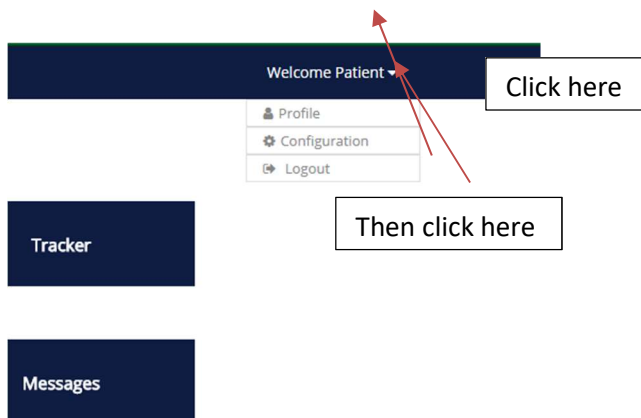 Welcome Patient
Click here
Profile
Configuration
Logout
Then click here
Tracker
Messages